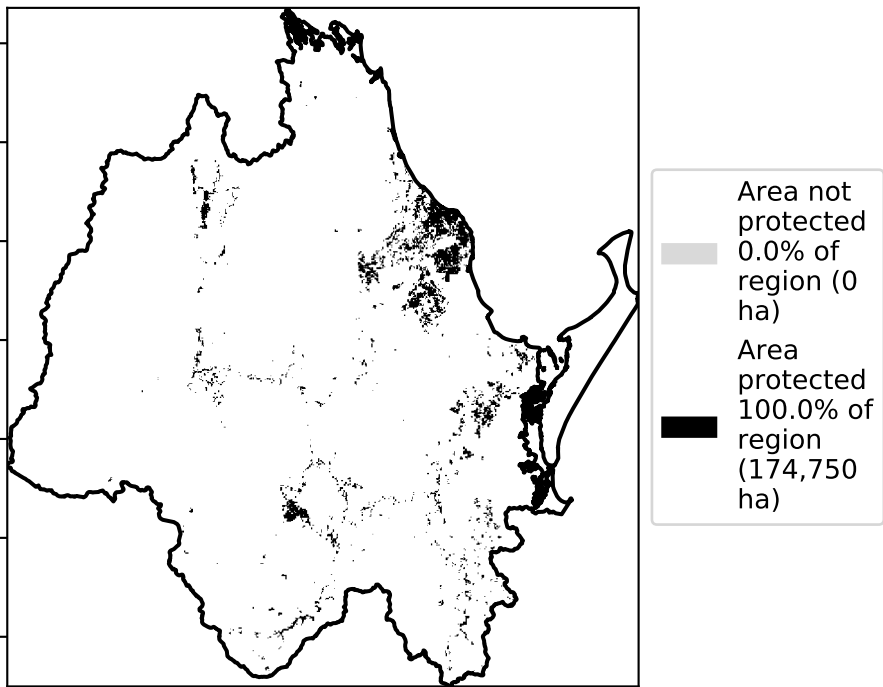 Area not
protected
0.0% of
region (0
ha)
Area
protected
100.0% of
region
(174,750
ha)